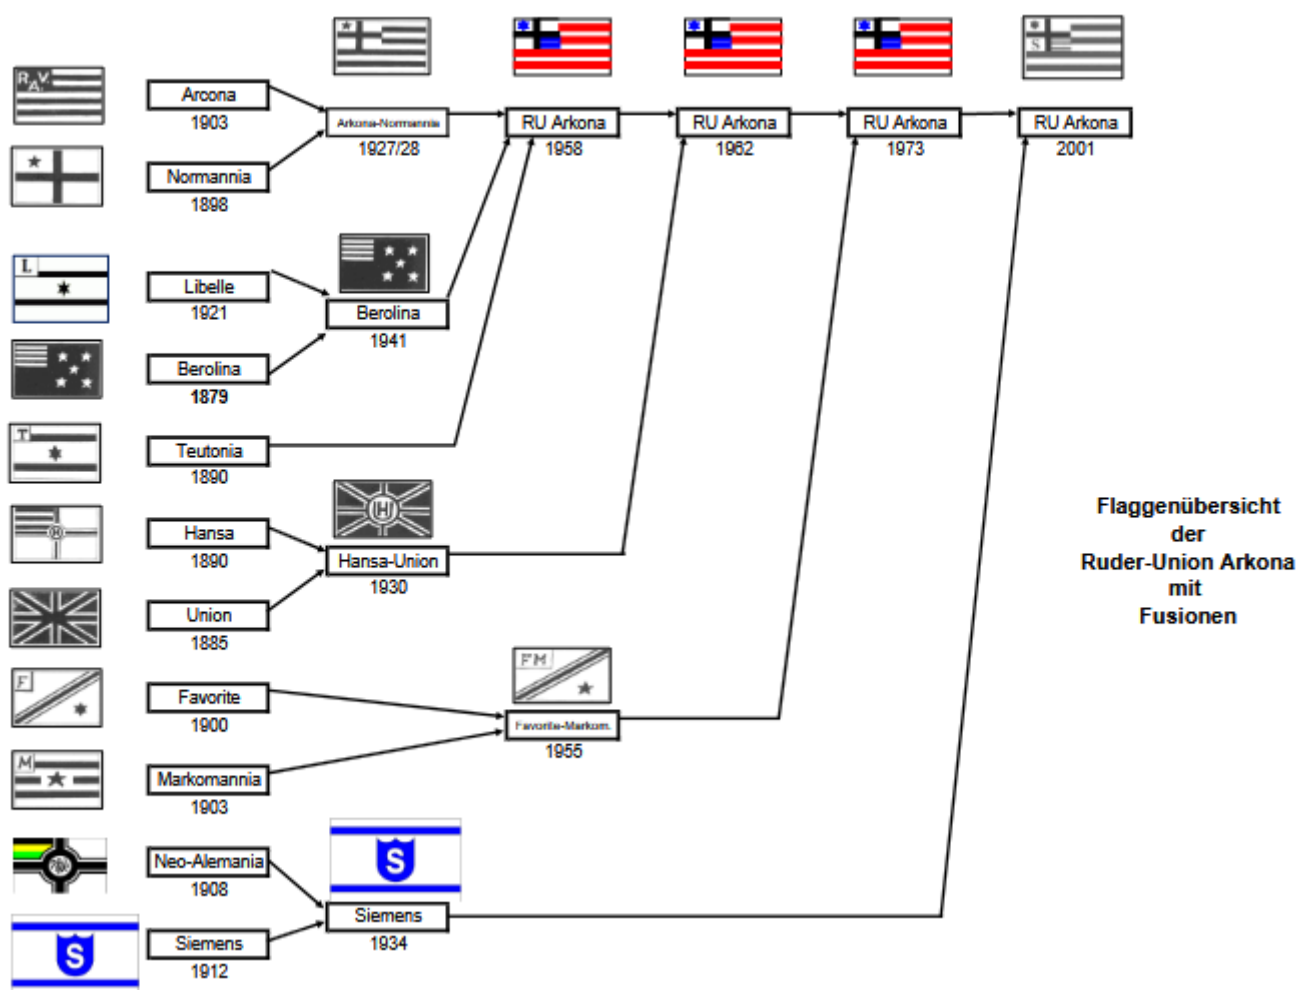 R.A.V.
Arcona
1903
Normannia
1898
Arkona-Normannia
1927/28
RU Arkona
1958
RU Arkona
1962
RU Arkona
1973
S
RU Arkona
2001
L
Libelle
1921
Berolina
1879
Berolina
1941
T
Teutonia
1890
H
Hansa
1890
Union
1885
H
Hansa-Union
1930
F
Favorite
1900
M
Markomannia
1903
FM
Favorite-Markom.
1955
Neo-Alemania
1908
S
Siemens
1912
S
Siemens
1934
Flaggenübersicht
der
Ruder-Union Arkona
mit
Fusionen